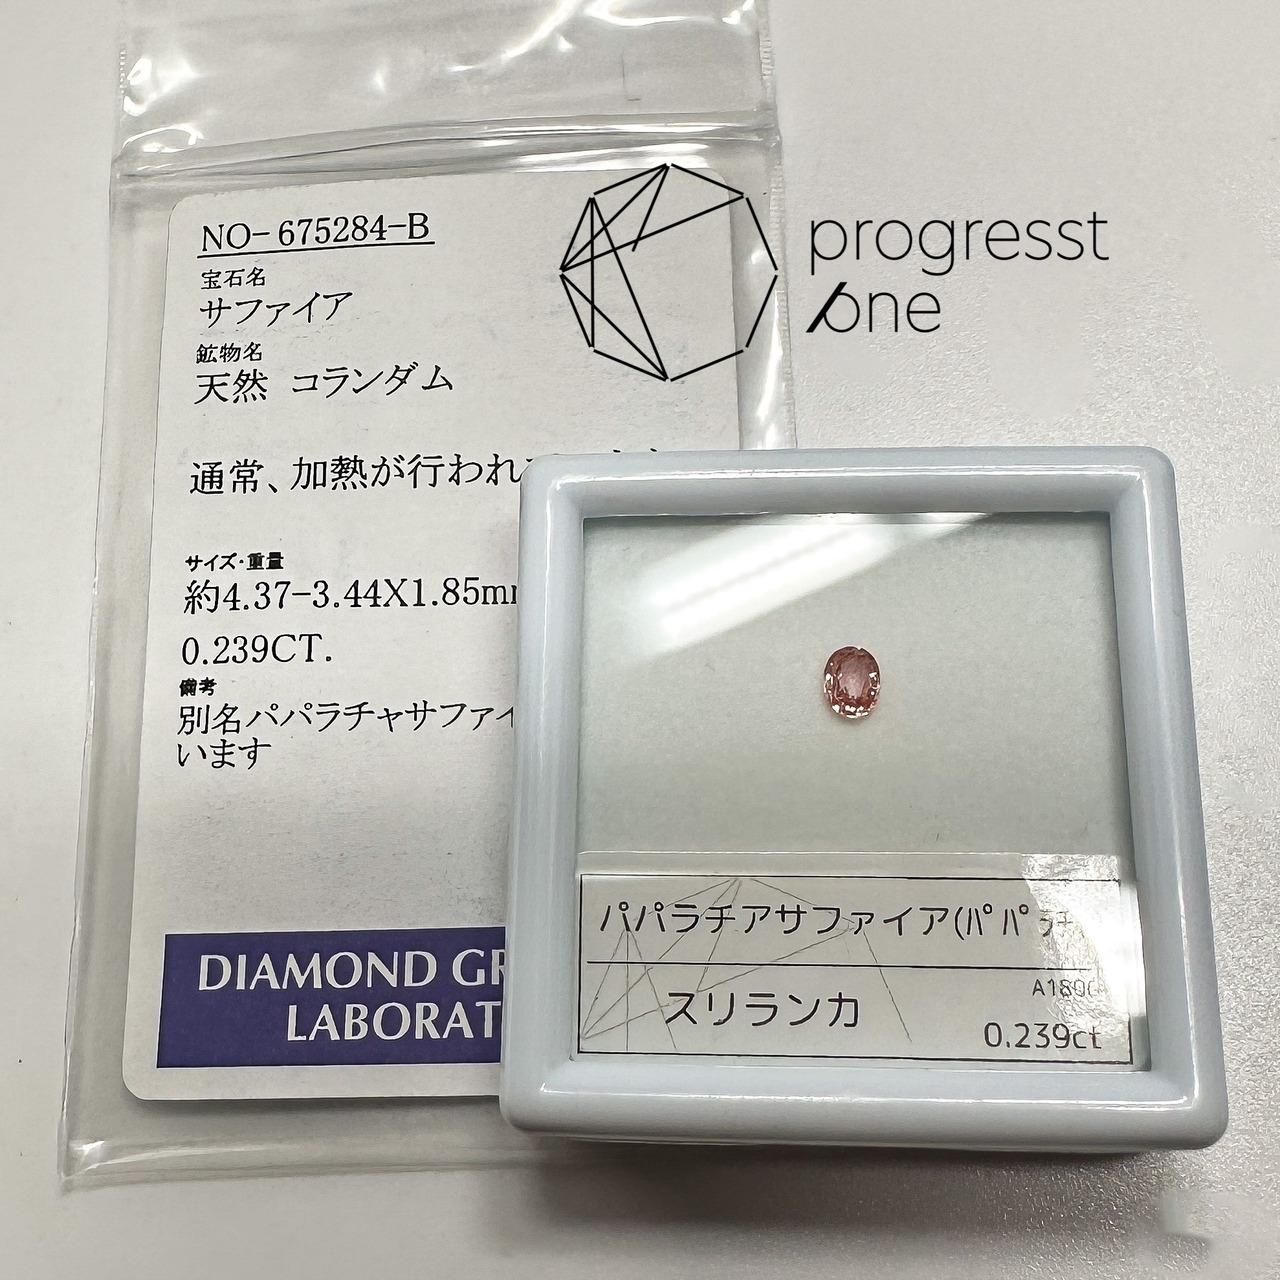 NO-675284-B
宝石名
サファイア
鉱物名
天然 コランダム
通常、加熱が行われ
サイズ・重量
約4.37-3.44X1.85mm
0.239CT.
備考
別名パパラチャサファイ
います
DIAMOND GR
LABORAT
progresst
one
パパラチアサファイア(パパラチ
スリランカ
A180
0.239ct